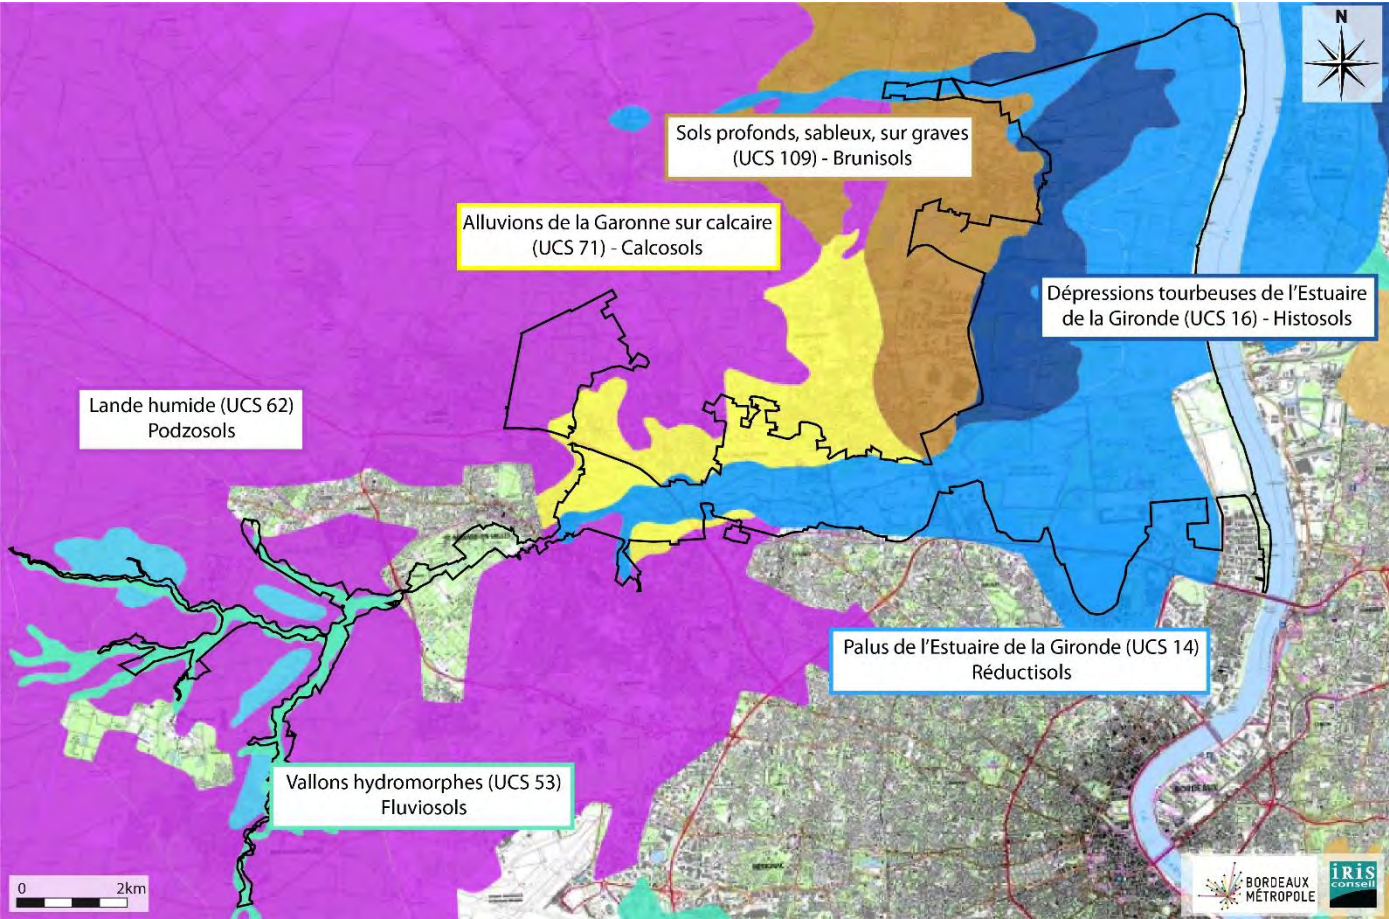 N
Sols profonds, sableux, sur graves
(UCS 109) - Brunisols
Alluvions de la Garonne sur calcaire
(UCS 71) - Calcosols
Dépressions tourbeuses de l’Estuaire
de la Gironde (UCS 16) - Histosols
Lande humide (UCS 62)
Podzosols
Palus de l’Estuaire de la Gironde (UCS 14)
Réductisols
Vallons hydromorphes (UCS 53)
Fluviosols
BORDEAUX
MERIGNAC
0 2km
BORDEAUX
MÉTROPOLE
iRiS
conseil